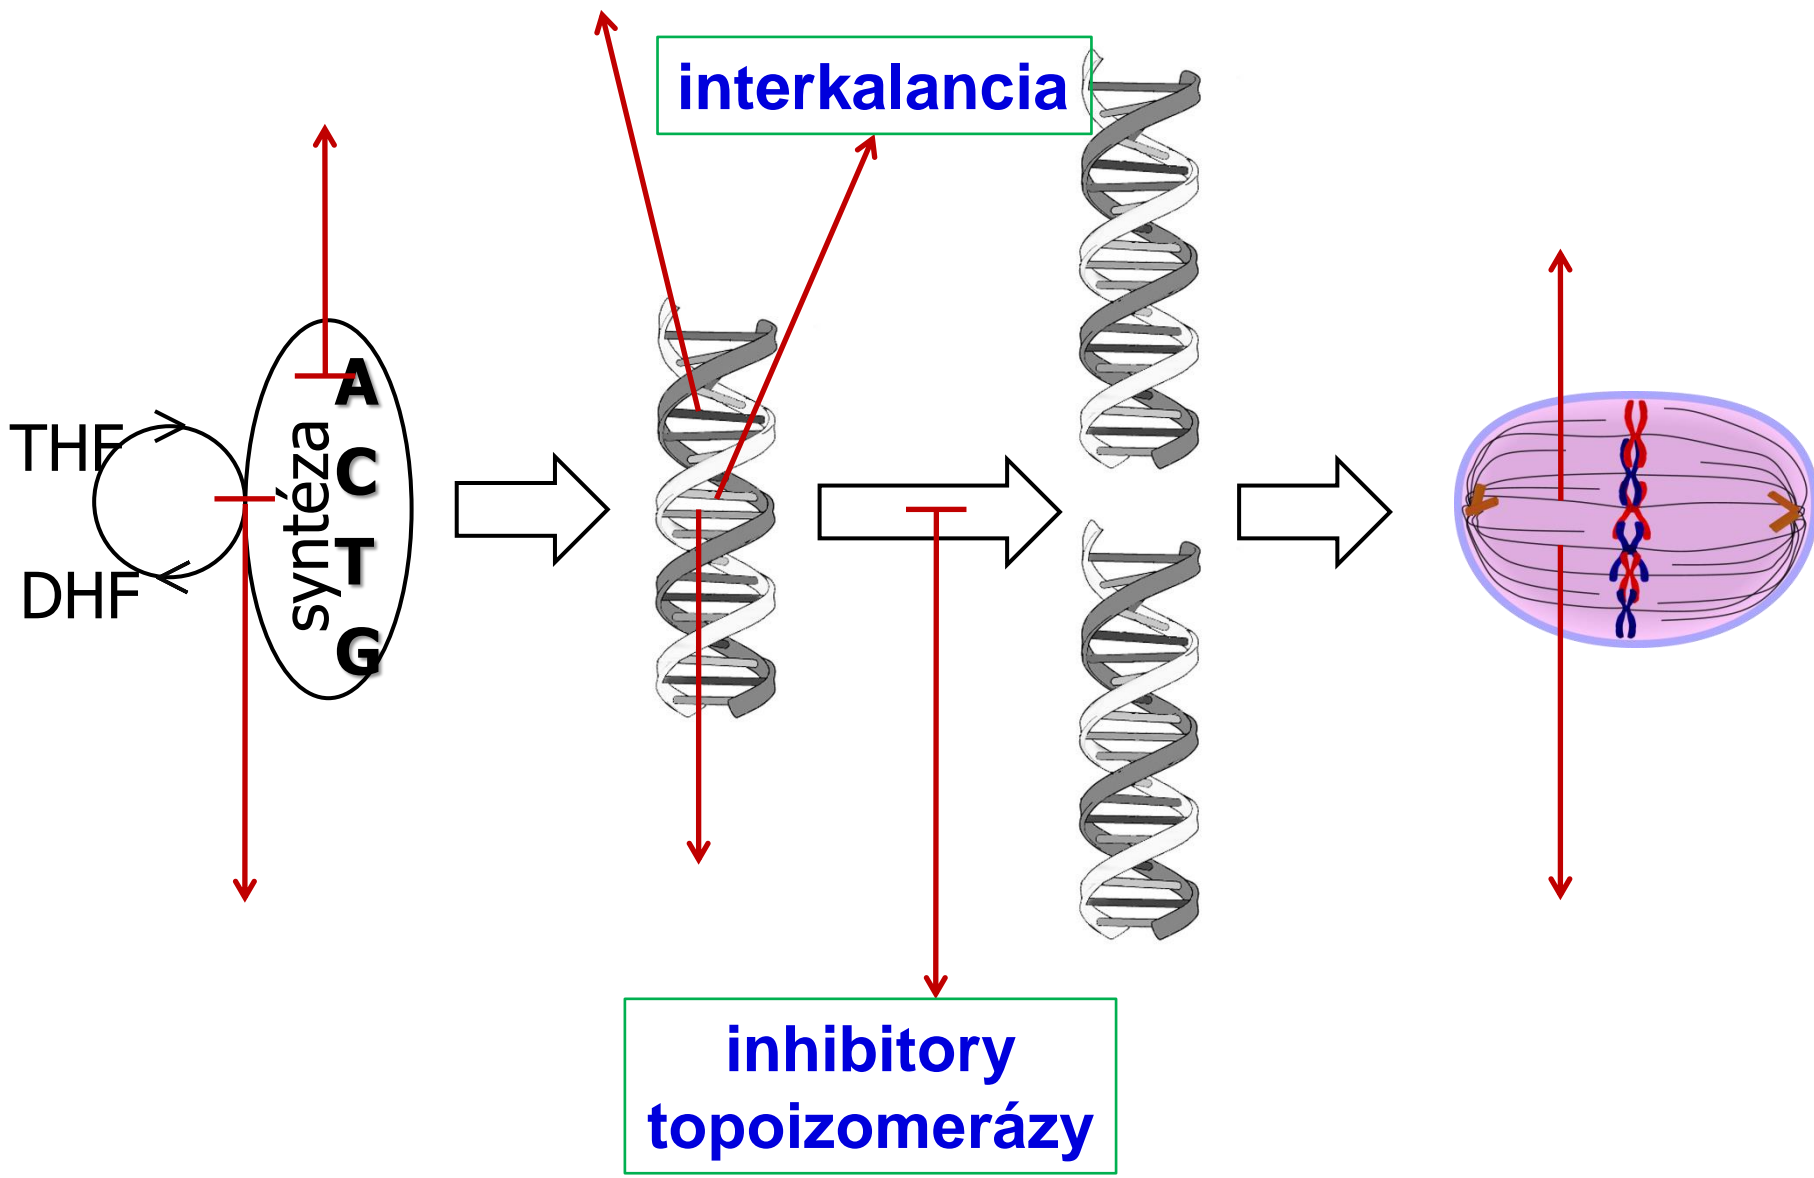 interkalancia
THF
DHF
syntéza
A
C
T
G
inhibitory
topoizomerázy